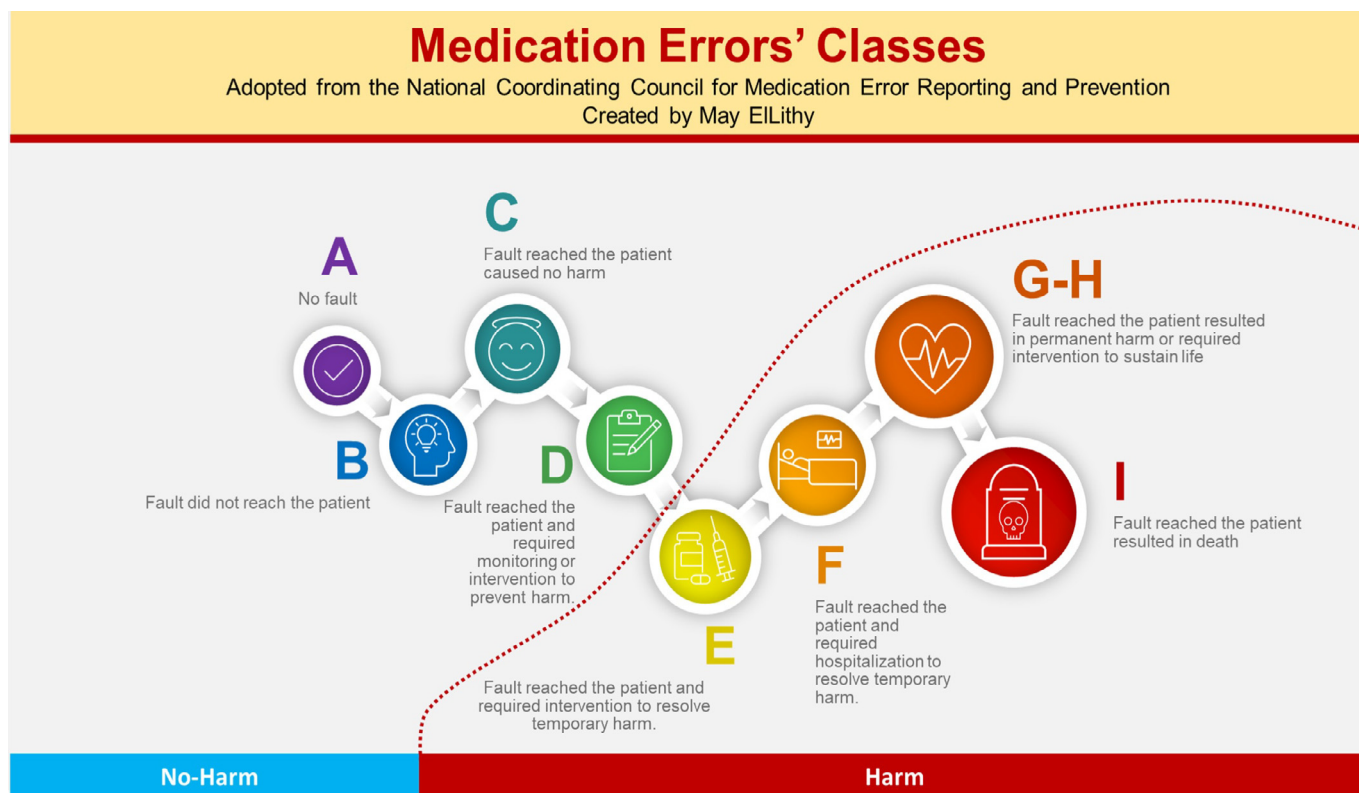 Medication Errors' Classes
Adopted from the National Coordinating Council for Medication Error Reporting and Prevention
Created by May ElLithy
A
No fault
B
Fault did not reach the patient
C
Fault reached the patient
caused no harm
D
Fault reached the
patient and
required
monitoring or
intervention to
prevent harm.
E
Fault reached the patient and
required intervention to resolve
temporary harm.
F
Fault reached the
patient and
required
hospitalization to
resolve temporary
harm.
G-H
Fault reached the patient resulted
in permanent harm or required
intervention to sustain life
I
Fault reached the patient
resulted in death
No-Harm
Harm